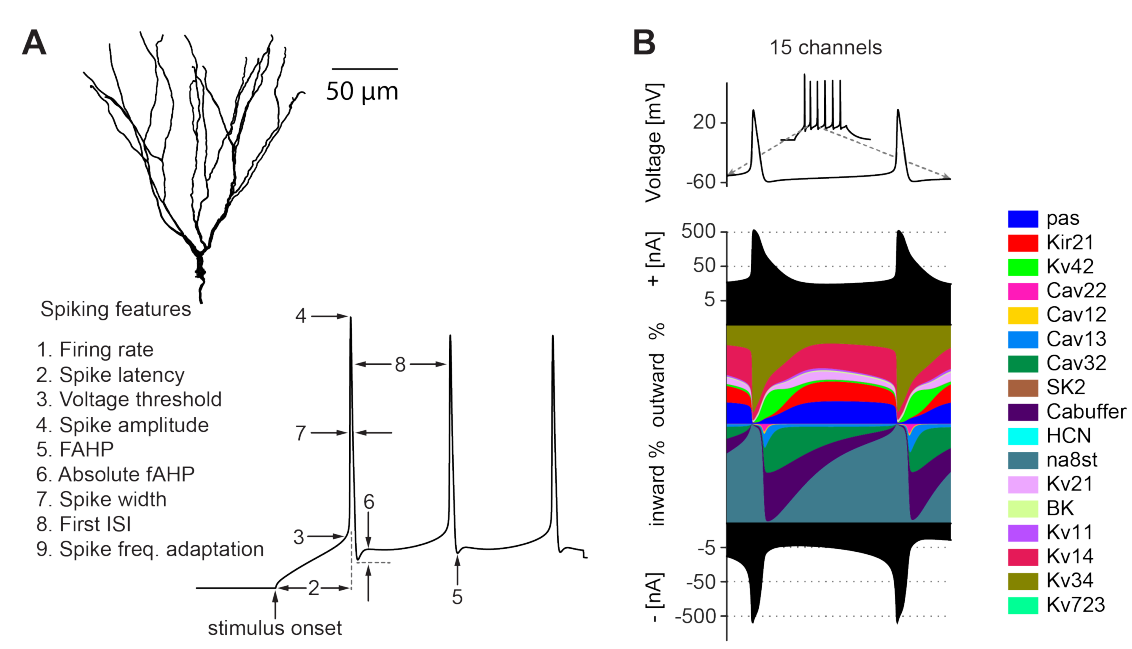 A
50 µm
Spiking features
1. Firing rate
2. Spike latency
3. Voltage threshold
4. Spike amplitude
5. FAHP
6. Absolute fAHP
7. Spike width
8. First ISI
9. Spike freq. adaptation
4
8
7
6
3
2
5
stimulus onset
B
15 channels
Voltage [mV]
20
-60
+ [nA]
500
50
5
inward % outward %
- [nA]
-5
-50
-500
pas
Kir21
Kv42
Cav22
Cav12
Cav13
Cav32
SK2
Cabuffer
HCN
na8st
Kv21
BK
Kv11
Kv14
Kv34
Kv723